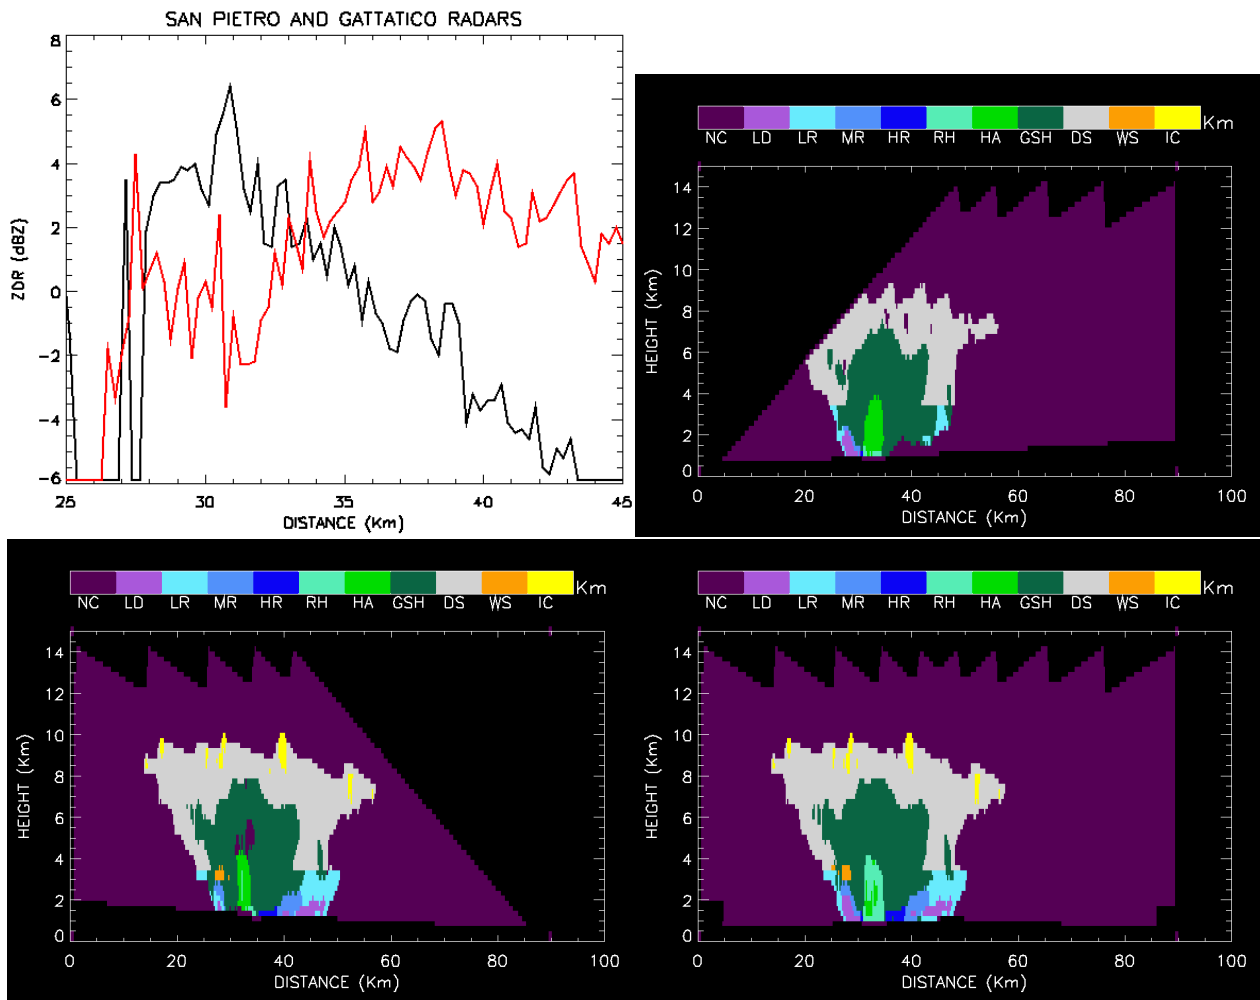 SAN PIETRO AND GATTATICO RADARS
8
6
4
2
0
-2
-4
-6
ZDR (dBZ)
25 30 35 40 45
DISTANCE (Km)
Km
NC LD LR MR HR RH HA GSH DS WS IC
14
12
10
8
6
4
2
0
HEIGHT (Km)
0 20 40 60 80 100
DISTANCE (Km)
Km
NC LD LR MR HR RH HA GSH DS WS IC
14
12
10
8
6
4
2
0
HEIGHT (Km)
0 20 40 60 80 100
DISTANCE (Km)
Km
NC LD LR MR HR RH HA GSH DS WS IC
14
12
10
8
6
4
2
0
HEIGHT (Km)
0 20 40 60 80 100
DISTANCE (Km)